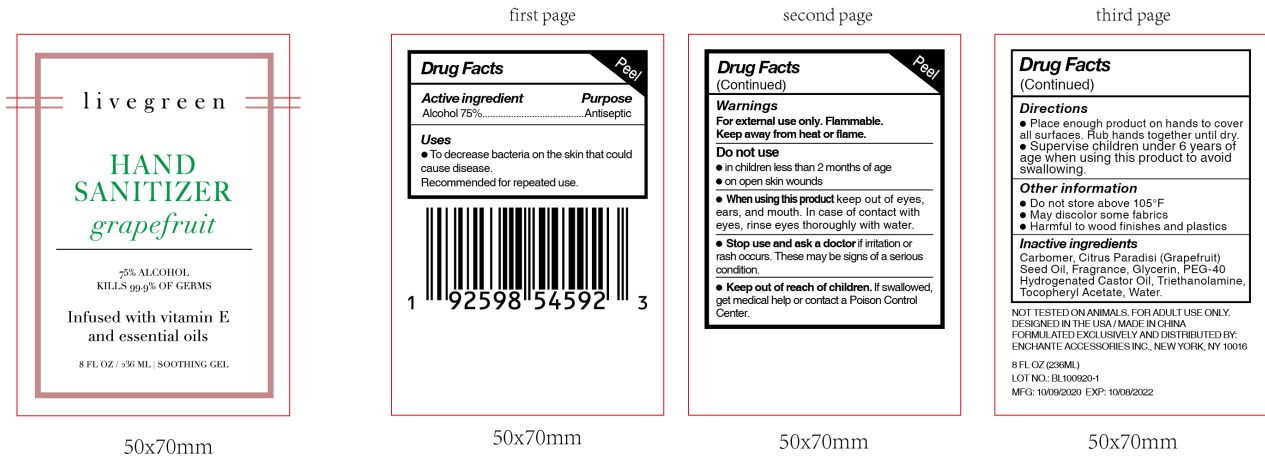 livegreen
HAND
SANITIZER
grapefruit
75% ALCOHOL
KILLS 99.9% OF GERMS
Infused with vitamin E
and essential oils
8 FL OZ / 236 ML | SOOTHING GEL
50x70mm
first page
Peel
Drug Facts
Active ingredient Purpose
Alcohol 75%........................................Antiseptic
Uses
● To decrease bacteria on the skin that could
cause disease.
Recommended for repeated use.
1 92598 54592 3
50x70mm
second page
Peel
Drug Facts
(Continued)
Warnings
For external use only. Flammable.
Keep away from heat or flame.
Do not use
● in children less than 2 months of age
● on open skin wounds
● When using this product keep out of eyes,
ears, and mouth. In case of contact with
eyes, rinse eyes thoroughly with water.
● Stop use and ask a doctor if irritation or
rash occurs. These may be signs of a serious
condition.
● Keep out of reach of children. If swallowed,
get medical help or contact a Poison Control
Center.
50x70mm
third page
Drug Facts
(Continued)
Directions
● Place enough product on hands to cover
all surfaces. Rub hands together until dry.
● Supervise children under 6 years of
age when using this product to avoid
swallowing.
Other information
● Do not store above 105°F
● May discolor some fabrics
● Harmful to wood finishes and plastics
Inactive ingredients
Carbomer, Citrus Paradisi (Grapefruit)
Seed Oil, Fragrance, Glycerin, PEG-40
Hydrogenated Castor Oil, Triethanolamine,
Tocopheryl Acetate, Water.
NOT TESTED ON ANIMALS. FOR ADULT USE ONLY.
DESIGNED IN THE USA / MADE IN CHINA
FORMULATED EXCLUSIVELY AND DISTRIBUTED BY:
ENCHANTE ACCESSORIES INC., NEW YORK, NY 10016
8 FL OZ (236ML)
LOT NO.: BL100920-1
MFG: 10/09/2020 EXP: 10/08/2022
50x70mm